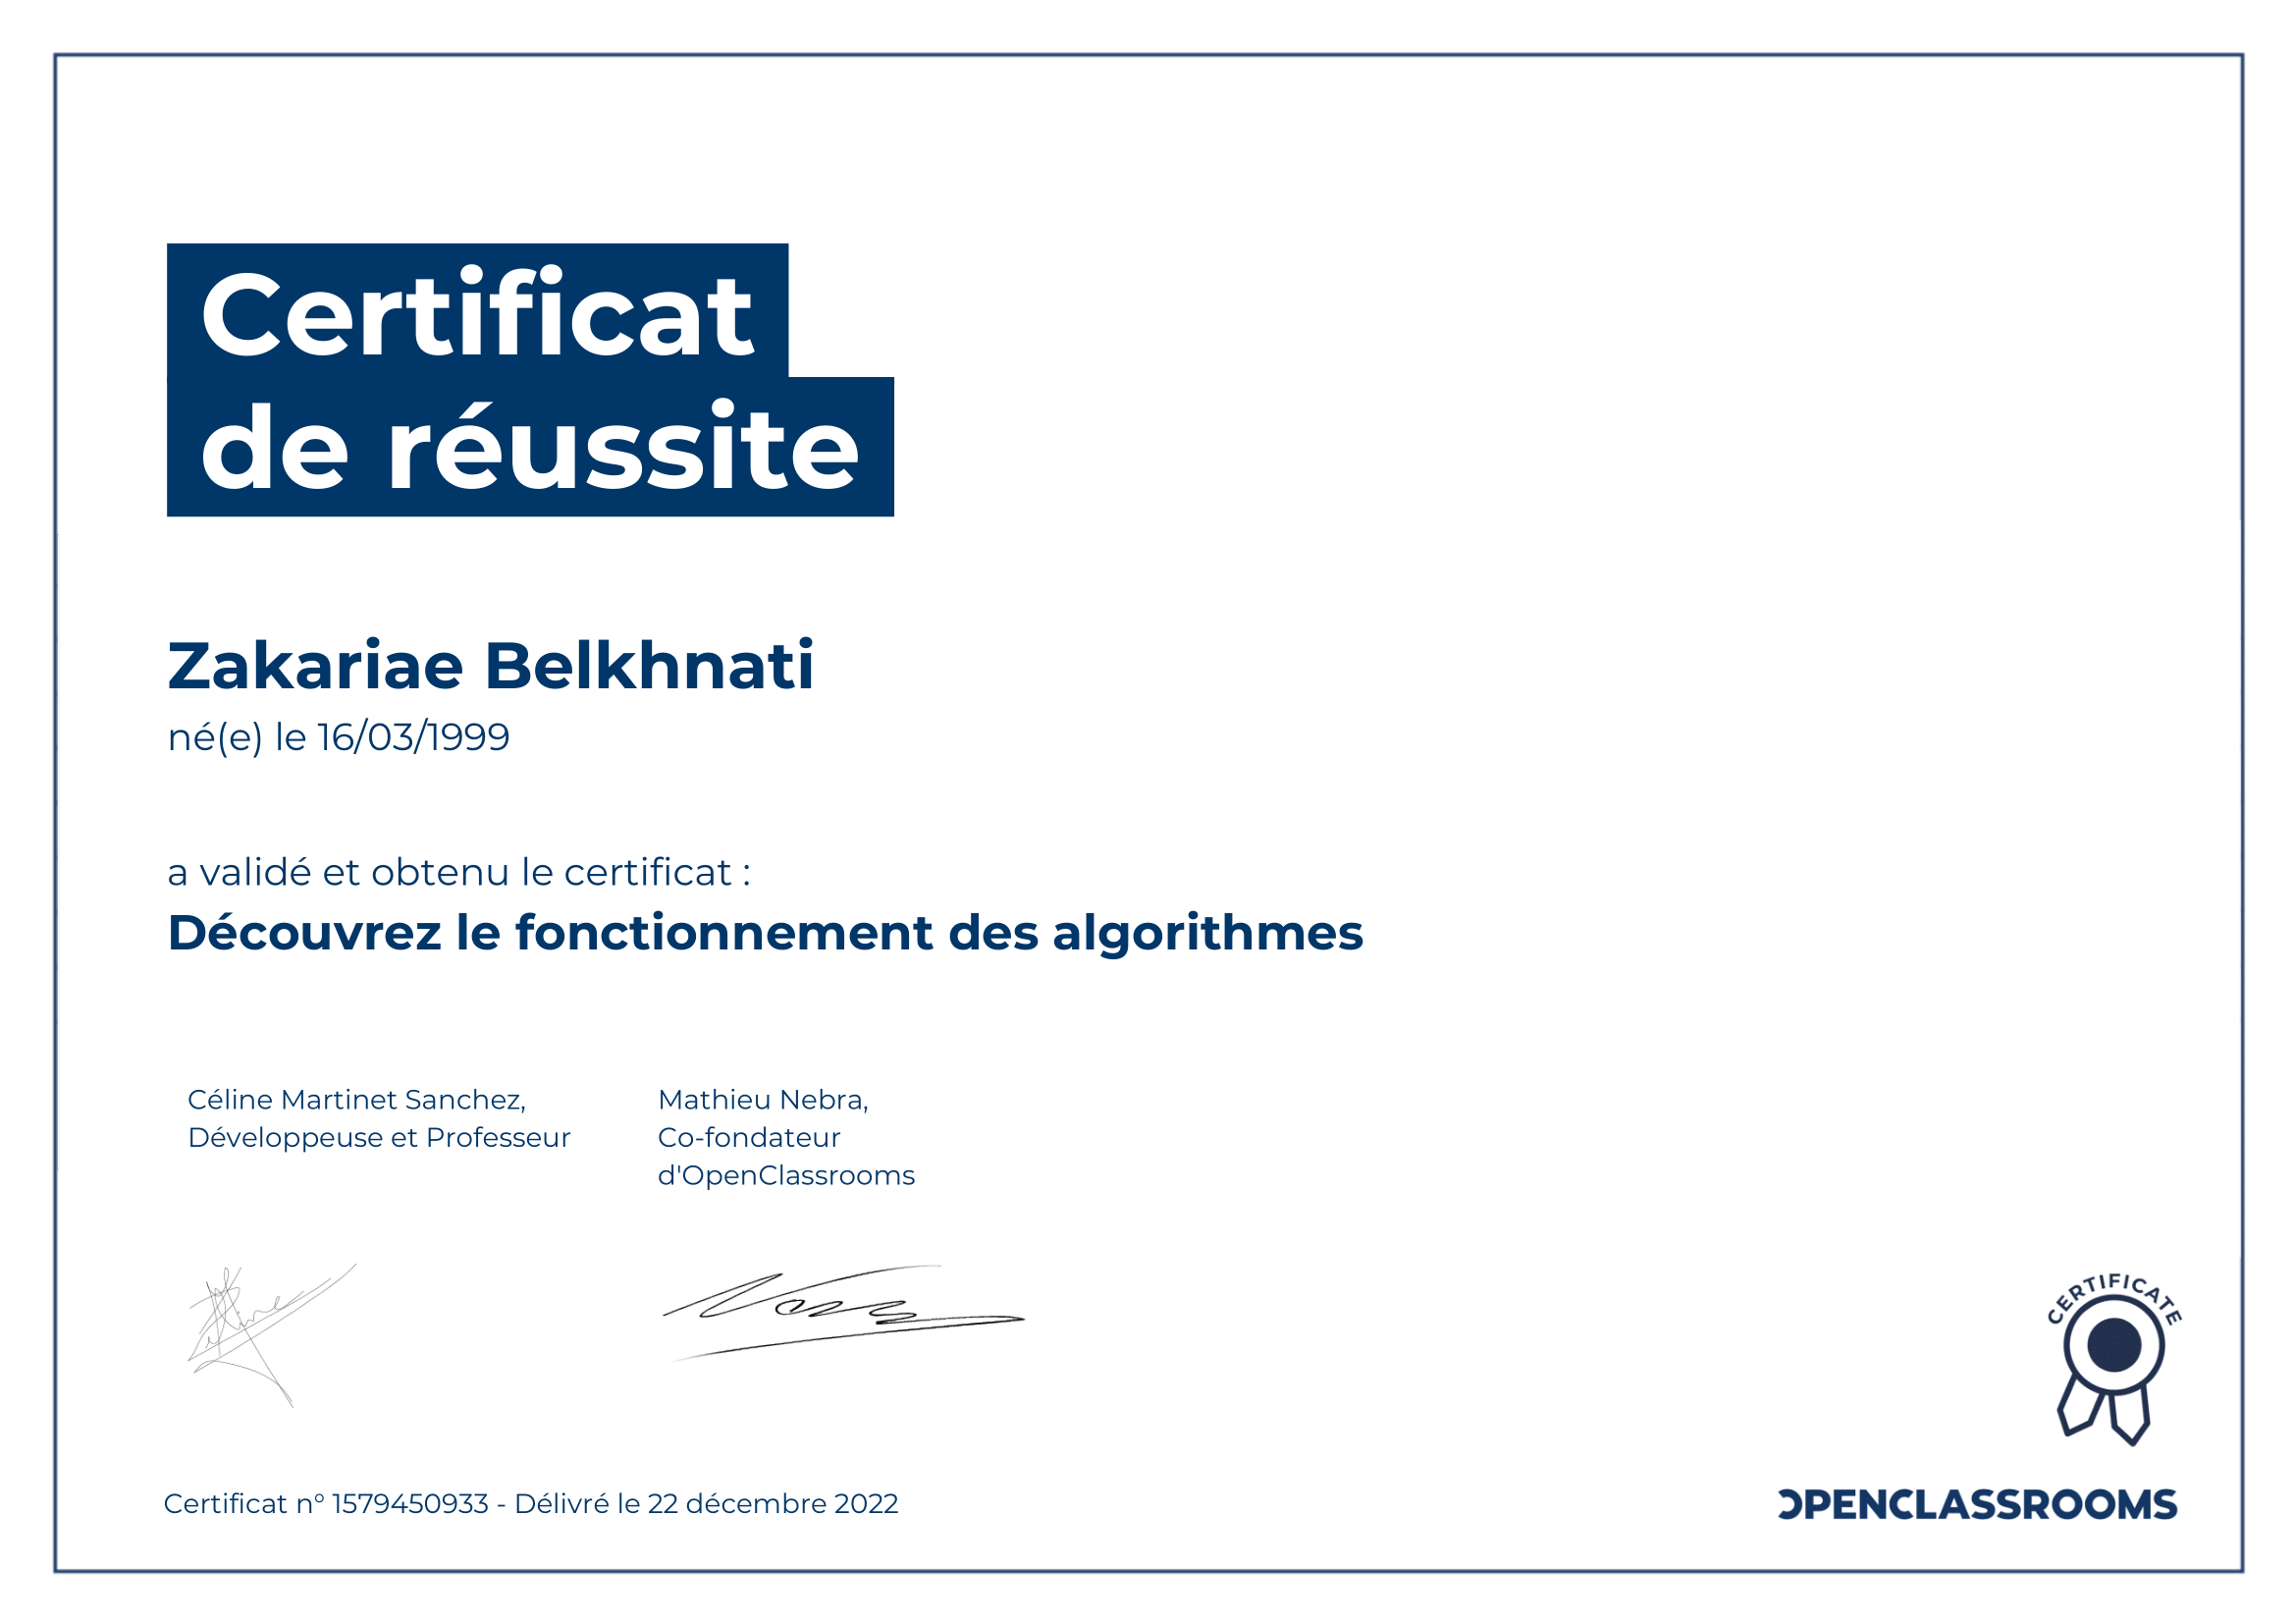 Certificat
de réussite
Zakariae Belkhnati
né(e) le 16/03/1999
a validé et obtenu le certificat :
Découvrez le fonctionnement des algorithmes
Céline Martinet Sanchez,
Développeuse et Professeur
Mathieu Nebra,
Co-fondateur
d'OpenClassrooms
CERTIFICATE
Certificat n° 1579450933 - Délivré le 22 décembre 2022
OPENCLASSROOMS